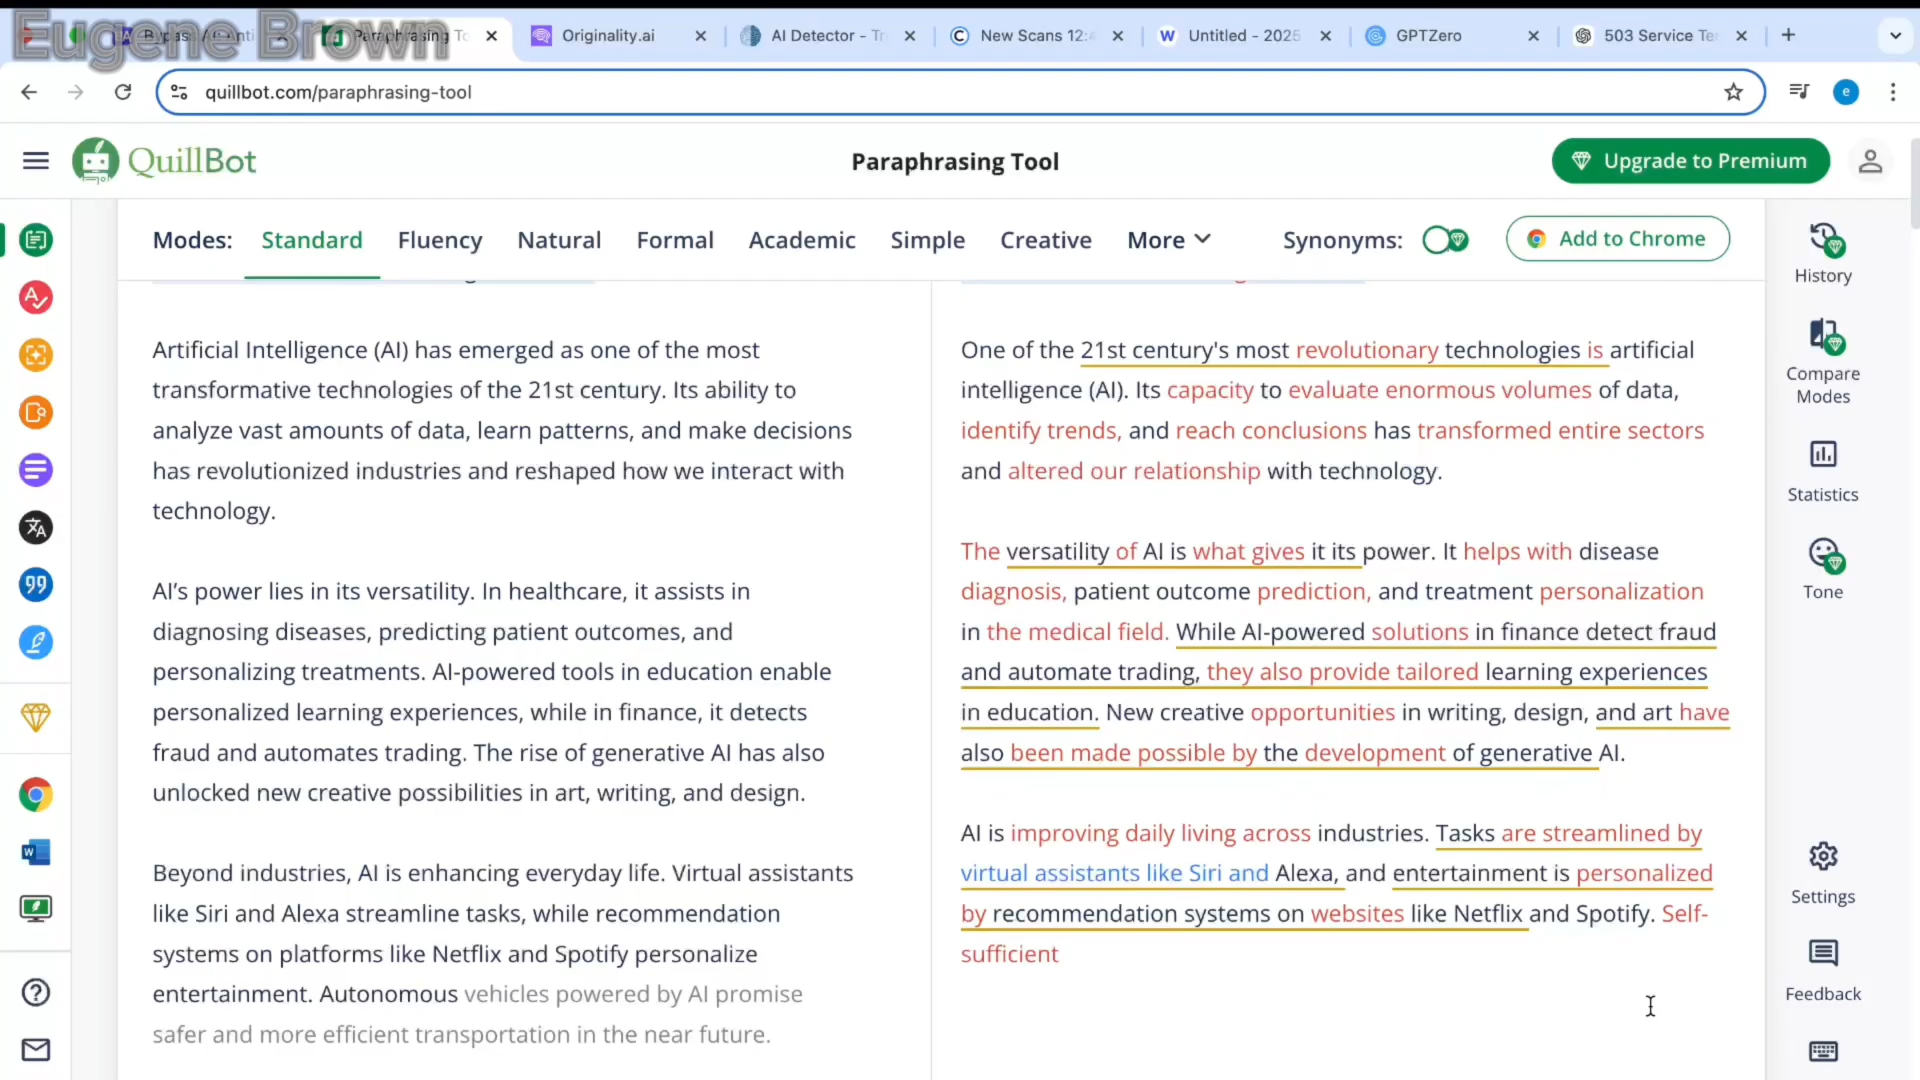 Eugene Brown
Paraphrasing To
Originality.ai
AI Detector - Tr
New Scans 12:4
Untitled - 2025
GPTZero
503 Service Te
quillbot.com/paraphrasing-tool
e
QuillBot
Paraphrasing Tool
Upgrade to Premium
Modes:
Standard
Fluency
Natural
Formal
Academic
Simple
Creative
More
Synonyms:
Add to Chrome
Artificial Intelligence (AI) has emerged as one of the most
transformative technologies of the 21st century. Its ability to
analyze vast amounts of data, learn patterns, and make decisions
has revolutionized industries and reshaped how we interact with
technology.
AI’s power lies in its versatility. In healthcare, it assists in
diagnosing diseases, predicting patient outcomes, and
personalizing treatments. AI-powered tools in education enable
personalized learning experiences, while in finance, it detects
fraud and automates trading. The rise of generative AI has also
unlocked new creative possibilities in art, writing, and design.
Beyond industries, AI is enhancing everyday life. Virtual assistants
like Siri and Alexa streamline tasks, while recommendation
systems on platforms like Netflix and Spotify personalize
entertainment. Autonomous vehicles powered by AI promise
safer and more efficient transportation in the near future.
One of the 21st century's most revolutionary technologies is artificial
intelligence (AI). Its capacity to evaluate enormous volumes of data,
identify trends, and reach conclusions has transformed entire sectors
and altered our relationship with technology.
The versatility of AI is what gives it its power. It helps with disease
diagnosis, patient outcome prediction, and treatment personalization
in the medical field. While AI-powered solutions in finance detect fraud
and automate trading, they also provide tailored learning experiences
in education. New creative opportunities in writing, design, and art have
also been made possible by the development of generative AI.
AI is improving daily living across industries. Tasks are streamlined by
virtual assistants like Siri and Alexa, and entertainment is personalized
by recommendation systems on websites like Netflix and Spotify. Self-
sufficient
History
Compare
Modes
Statistics
Tone
Settings
Feedback